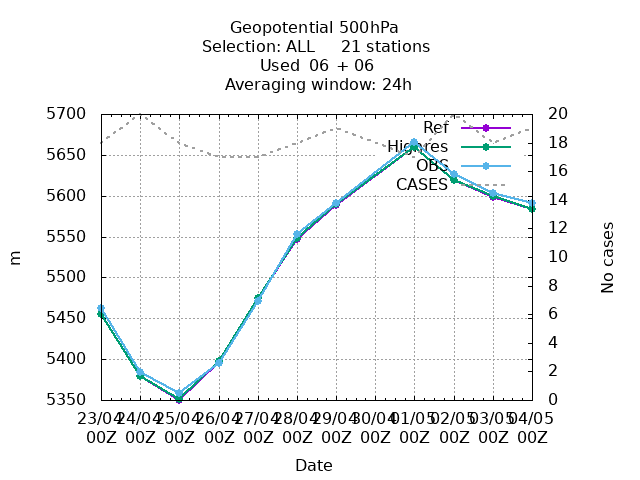 Geopotential 500hPa
Selection: ALL 21 stations
Used 06 + 06
Averaging window: 24h
5700
5650
5600
5550
5500
5450
5400
5350
m
20
18
16
14
12
10
8
6
4
2
0
No cases
Ref
Highres
OBS
CASES
23/04 24/04 25/04 26/04 27/04 28/04 29/04 30/04 01/05 02/05 03/05 04/05
00Z 00Z 00Z 00Z 00Z 00Z 00Z 00Z 00Z 00Z 00Z 00Z
Date